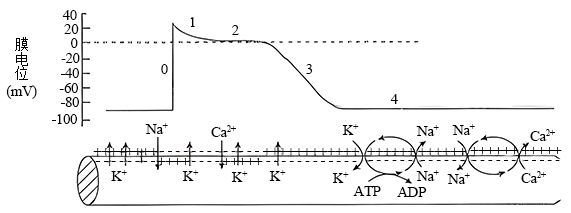 膜电位
(mV)
40
20
0
-20
-40
-60
-80
-100
0
1
2
3
4
Na⁺ Ca²⁺ K⁺ Na⁺ Na⁺ Ca²⁺
K⁺ K⁺ K⁺ K⁺ K⁺ Na⁺ Na⁺ Ca²⁺
ATP ADP